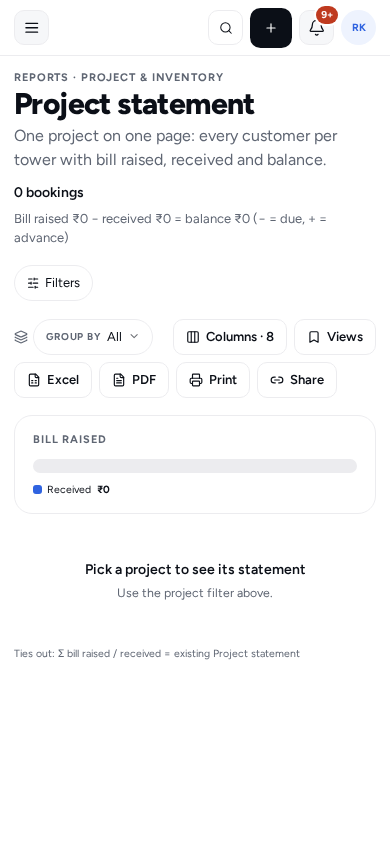 9+
RK
REPORTS · PROJECT & INVENTORY
Project statement
One project on one page: every customer per
tower with bill raised, received and balance.
0 bookings
Bill raised ₹0 − received ₹0 = balance ₹0 (− = due, + =
advance)
Filters
GROUP BY All
Columns · 8
Views
Excel
PDF
Print
Share
BILL RAISED
Received ₹0
Pick a project to see its statement
Use the project filter above.
Ties out: Σ bill raised / received = existing Project statement